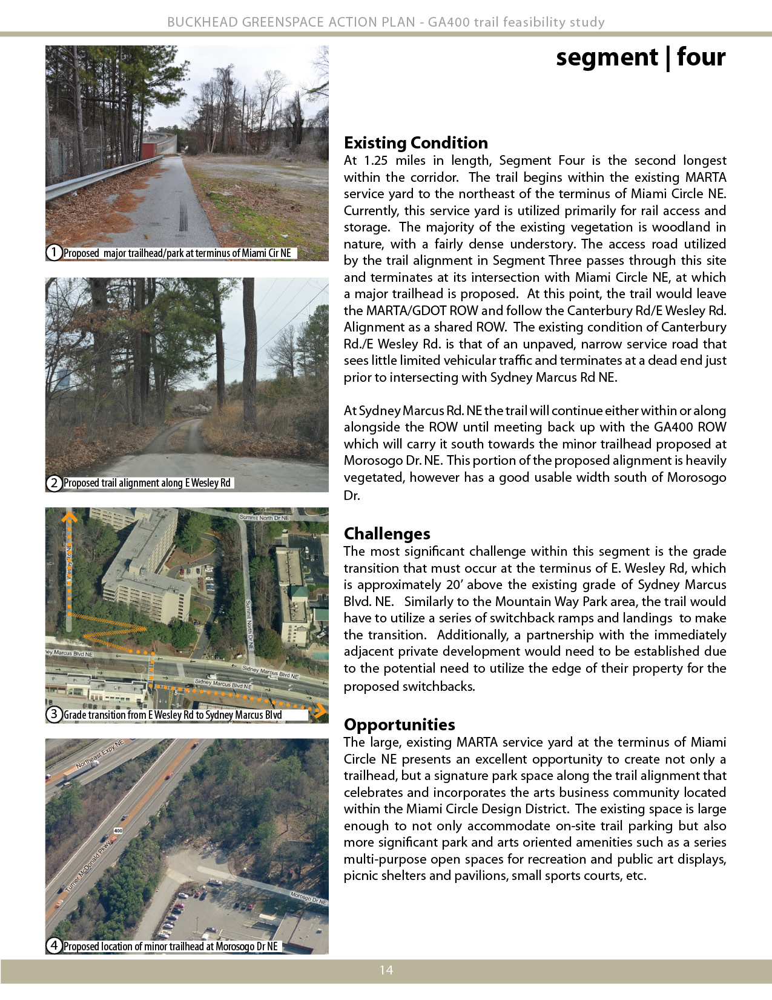 BUCKHEAD GREENSPACE ACTION PLAN - GA400 trail feasibility study
segment | four
1 Proposed major trailhead/park at terminus of Miami Cir NE
2 Proposed trail alignment along E Wesley Rd
Summit North Dr NE
E Wesley Rd NE
Summit North Dr NE
ney Marcus Blvd NE
Sidney Marcus Blvd NE
Sidney Marcus Blvd NE
3 Grade transition from E Wesley Rd to Sydney Marcus Blvd
Northeast Expy NE
400
Turner McDonald Pkwy
Morosgo Dr NE
4 Proposed location of minor trailhead at Morosogo Dr NE
Existing Condition
At 1.25 miles in length, Segment Four is the second longest
within the corridor. The trail begins within the existing MARTA
service yard to the northeast of the terminus of Miami Circle NE.
Currently, this service yard is utilized primarily for rail access and
storage. The majority of the existing vegetation is woodland in
nature, with a fairly dense understory. The access road utilized
by the trail alignment in Segment Three passes through this site
and terminates at its intersection with Miami Circle NE, at which
a major trailhead is proposed. At this point, the trail would leave
the MARTA/GDOT ROW and follow the Canterbury Rd/E Wesley Rd.
Alignment as a shared ROW. The existing condition of Canterbury
Rd./E Wesley Rd. is that of an unpaved, narrow service road that
sees little limited vehicular traffic and terminates at a dead end just
prior to intersecting with Sydney Marcus Rd NE.
At Sydney Marcus Rd. NE the trail will continue either within or along
alongside the ROW until meeting back up with the GA400 ROW
which will carry it south towards the minor trailhead proposed at
Morosogo Dr. NE. This portion of the proposed alignment is heavily
vegetated, however has a good usable width south of Morosogo
Dr.
Challenges
The most significant challenge within this segment is the grade
transition that must occur at the terminus of E. Wesley Rd, which
is approximately 20’ above the existing grade of Sydney Marcus
Blvd. NE. Similarly to the Mountain Way Park area, the trail would
have to utilize a series of switchback ramps and landings to make
the transition. Additionally, a partnership with the immediately
adjacent private development would need to be established due
to the potential need to utilize the edge of their property for the
proposed switchbacks.
Opportunities
The large, existing MARTA service yard at the terminus of Miami
Circle NE presents an excellent opportunity to create not only a
trailhead, but a signature park space along the trail alignment that
celebrates and incorporates the arts business community located
within the Miami Circle Design District. The existing space is large
enough to not only accommodate on-site trail parking but also
more significant park and arts oriented amenities such as a series
multi-purpose open spaces for recreation and public art displays,
picnic shelters and pavilions, small sports courts, etc.
14